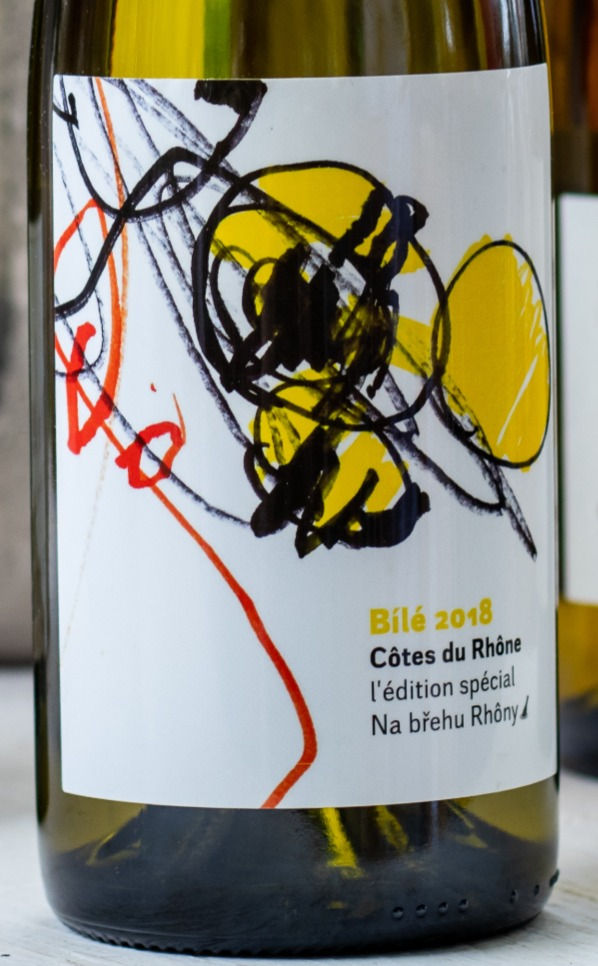 Bílé 2018
Côtes du Rhône
l'édition spécial
Na břehu Rhôny